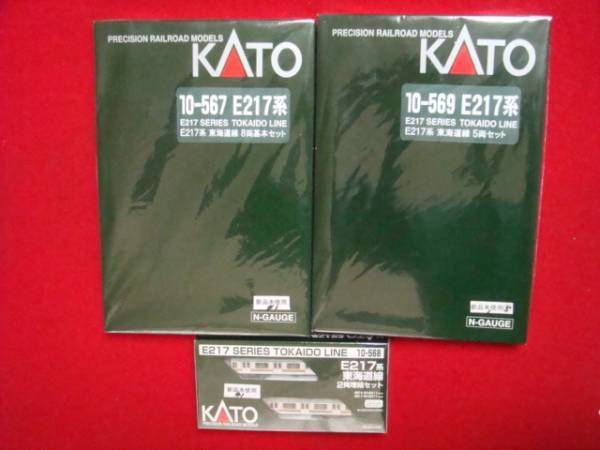 PRECISION RAILROAD MODELS
KATO
10-567 E217系
E217 SERIES TOKAIDO LINE
E217系 東海道線 8両基本セット
新品未使用
N-GAUGE
PRECISION RAILROAD MODELS
KATO
10-569 E217系
E217 SERIES TOKAIDO LINE
E217系 東海道線 5両セット
新品未使用
N-GAUGE
E217 SERIES TOKAIDO LINE 10-568
E217系
東海道線
2両増結セット
新品未使用
KATO